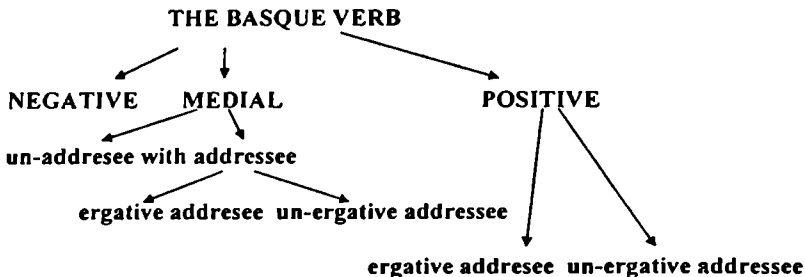 THE BASQUE VERB
NEGATIVE MEDIAL POSITIVE
un-addresee with addressee
ergative addresee un-ergative addressee
ergative addresee un-ergative addressee